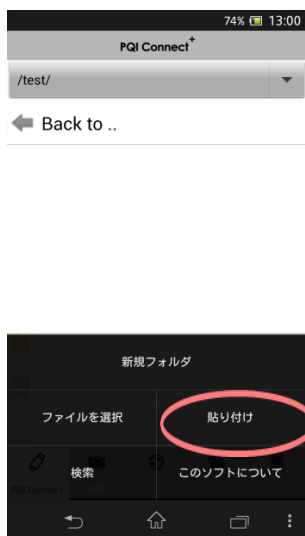 74% 13:00
PQI Connect+
/test/
Back to ..
新規フォルダ
ファイルを選択
貼り付け
検索
このソフトについて
PQI Connect